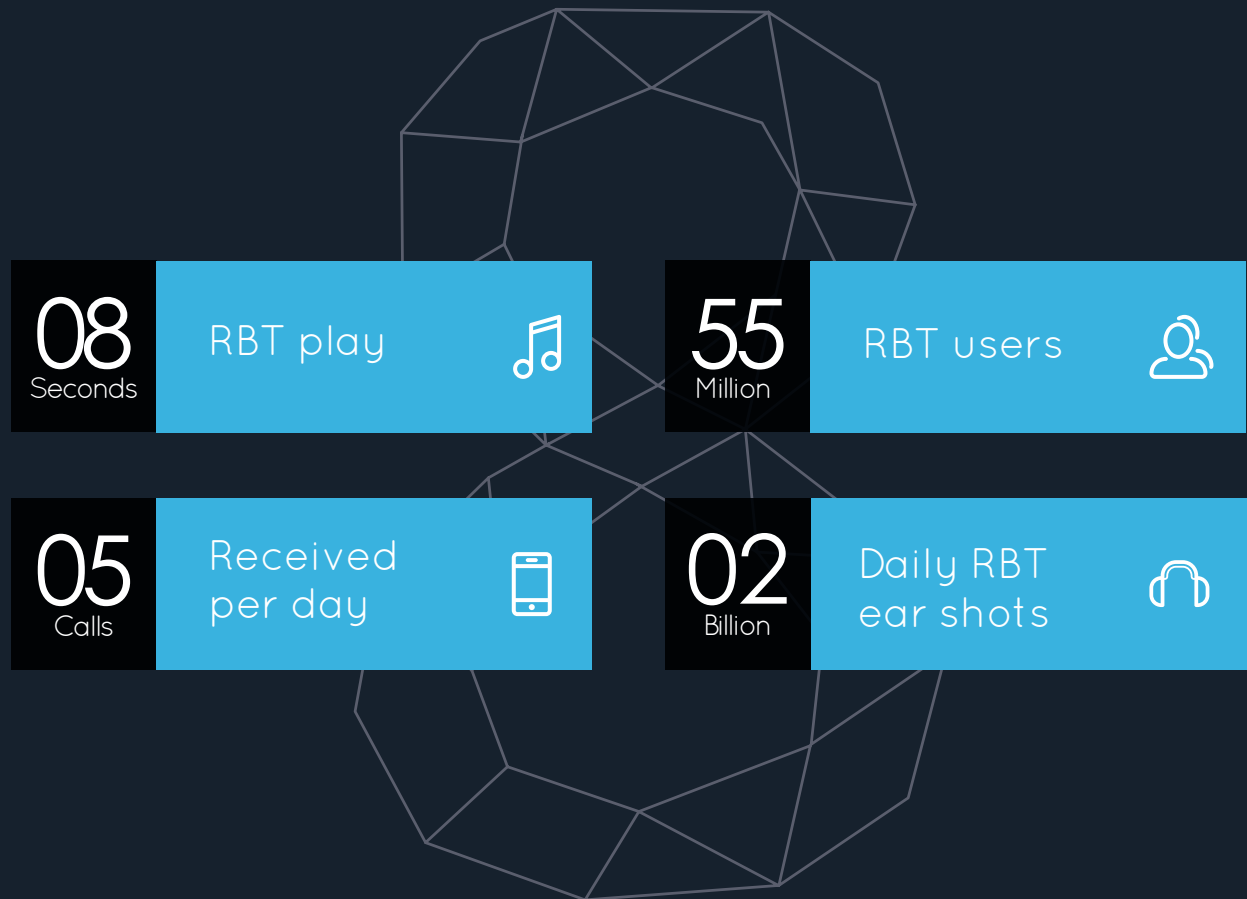 08
Seconds
RBT play
55
Million
RBT users
05
Calls
Received
per day
02
Billion
Daily RBT
ear shots